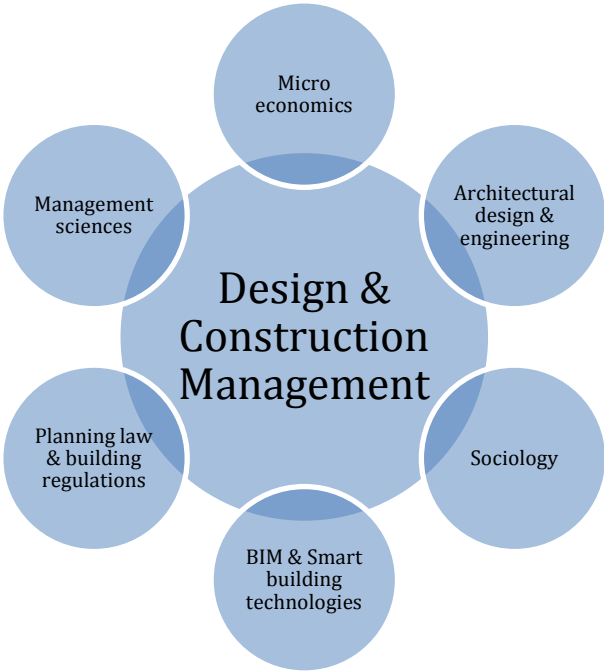 Micro
economics
Architectural
design &
engineering
Sociology
BIM & Smart
building
technologies
Planning law
& building
regulations
Management
sciences
Design &
Construction
Management